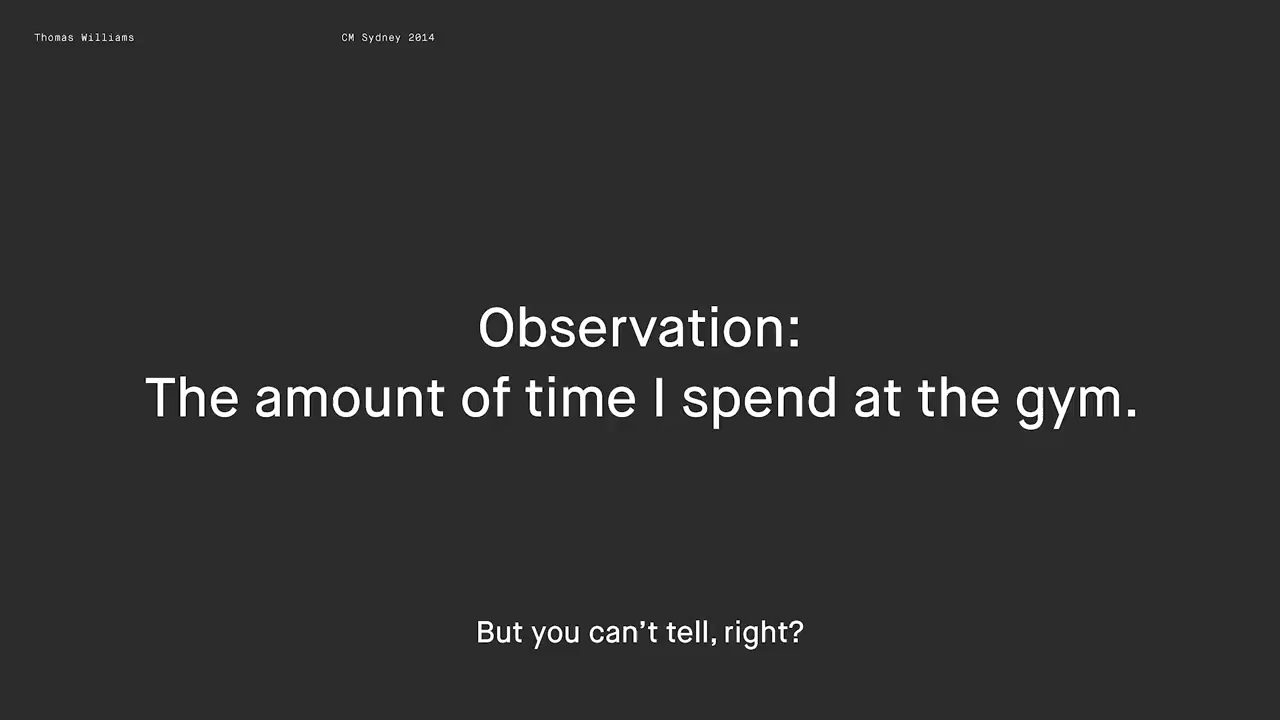 Thomas Williams
CM Sydney 2014
Observation:
The amount of time I spend at the gym.
But you can’t tell, right?